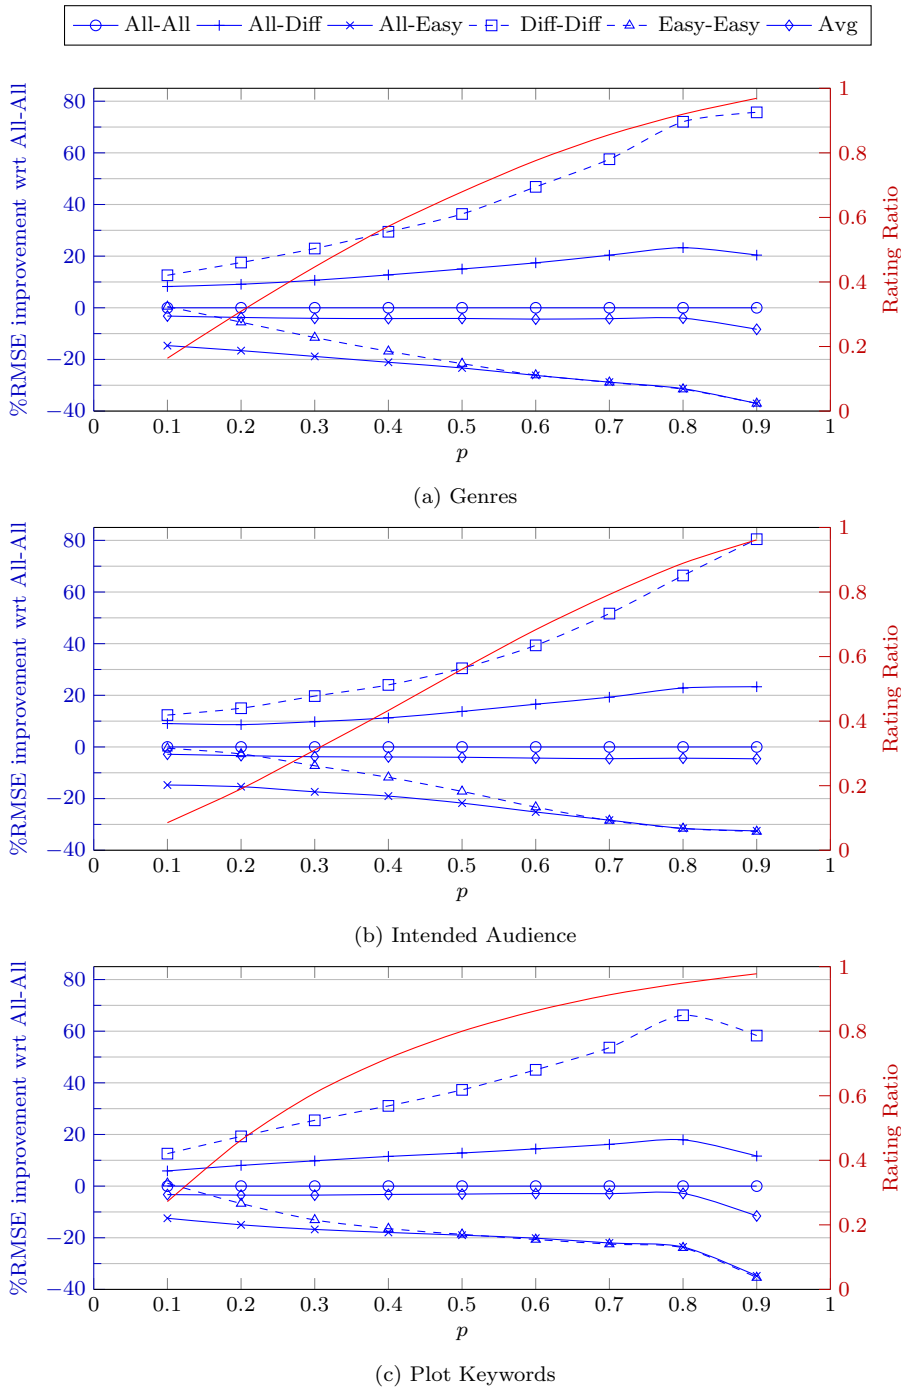 All-All All-Diff All-Easy Diff-Diff Easy-Easy Avg
%RMSE improvement wrt All-All
80
60
40
20
0
−20
−40
0 0.1 0.2 0.3 0.4 0.5 0.6 0.7 0.8 0.9 1
p
1
0.8
0.6
0.4
0.2
0
Rating Ratio
(a) Genres
%RMSE improvement wrt All-All
80
60
40
20
0
−20
−40
0 0.1 0.2 0.3 0.4 0.5 0.6 0.7 0.8 0.9 1
p
1
0.8
0.6
0.4
0.2
0
Rating Ratio
(b) Intended Audience
%RMSE improvement wrt All-All
80
60
40
20
0
−20
−40
0 0.1 0.2 0.3 0.4 0.5 0.6 0.7 0.8 0.9 1
p
1
0.8
0.6
0.4
0.2
0
Rating Ratio
(c) Plot Keywords